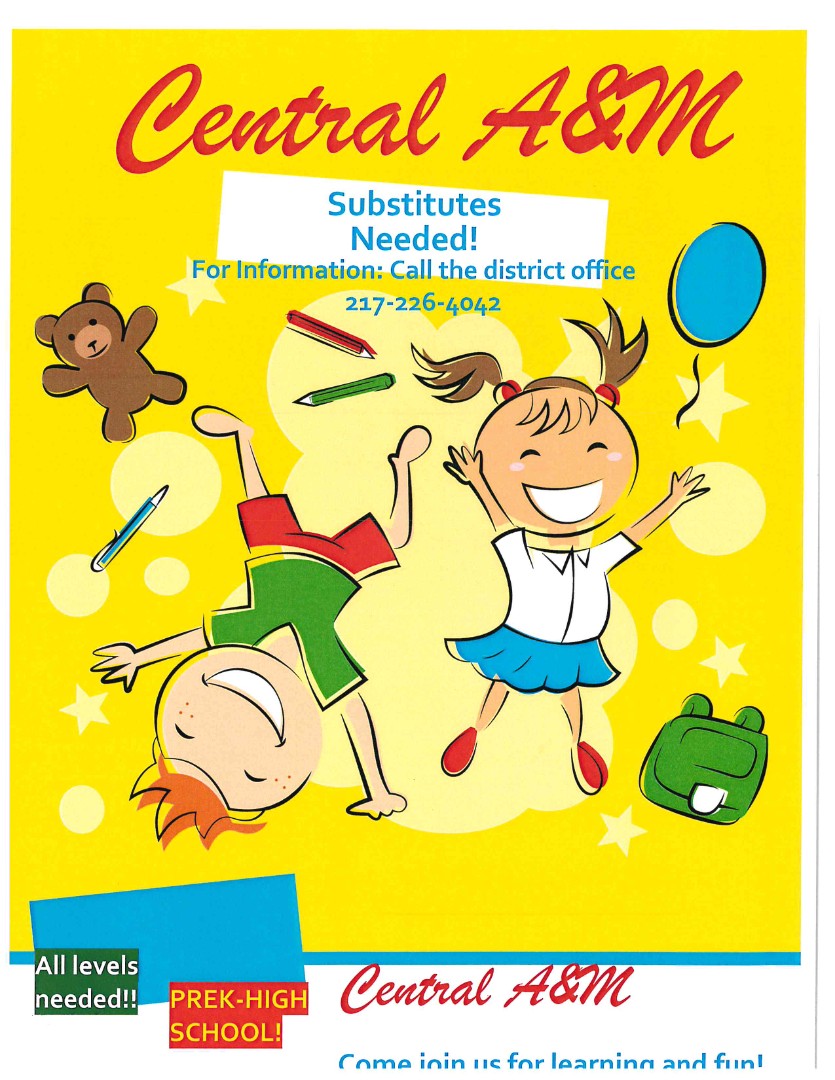 Central A&M
Substitutes
Needed!
For Information: Call the district office
217-226-4042
All levels
needed!!
PREK-HIGH
SCHOOL!
Central A&M
Come join us for learning and fun!